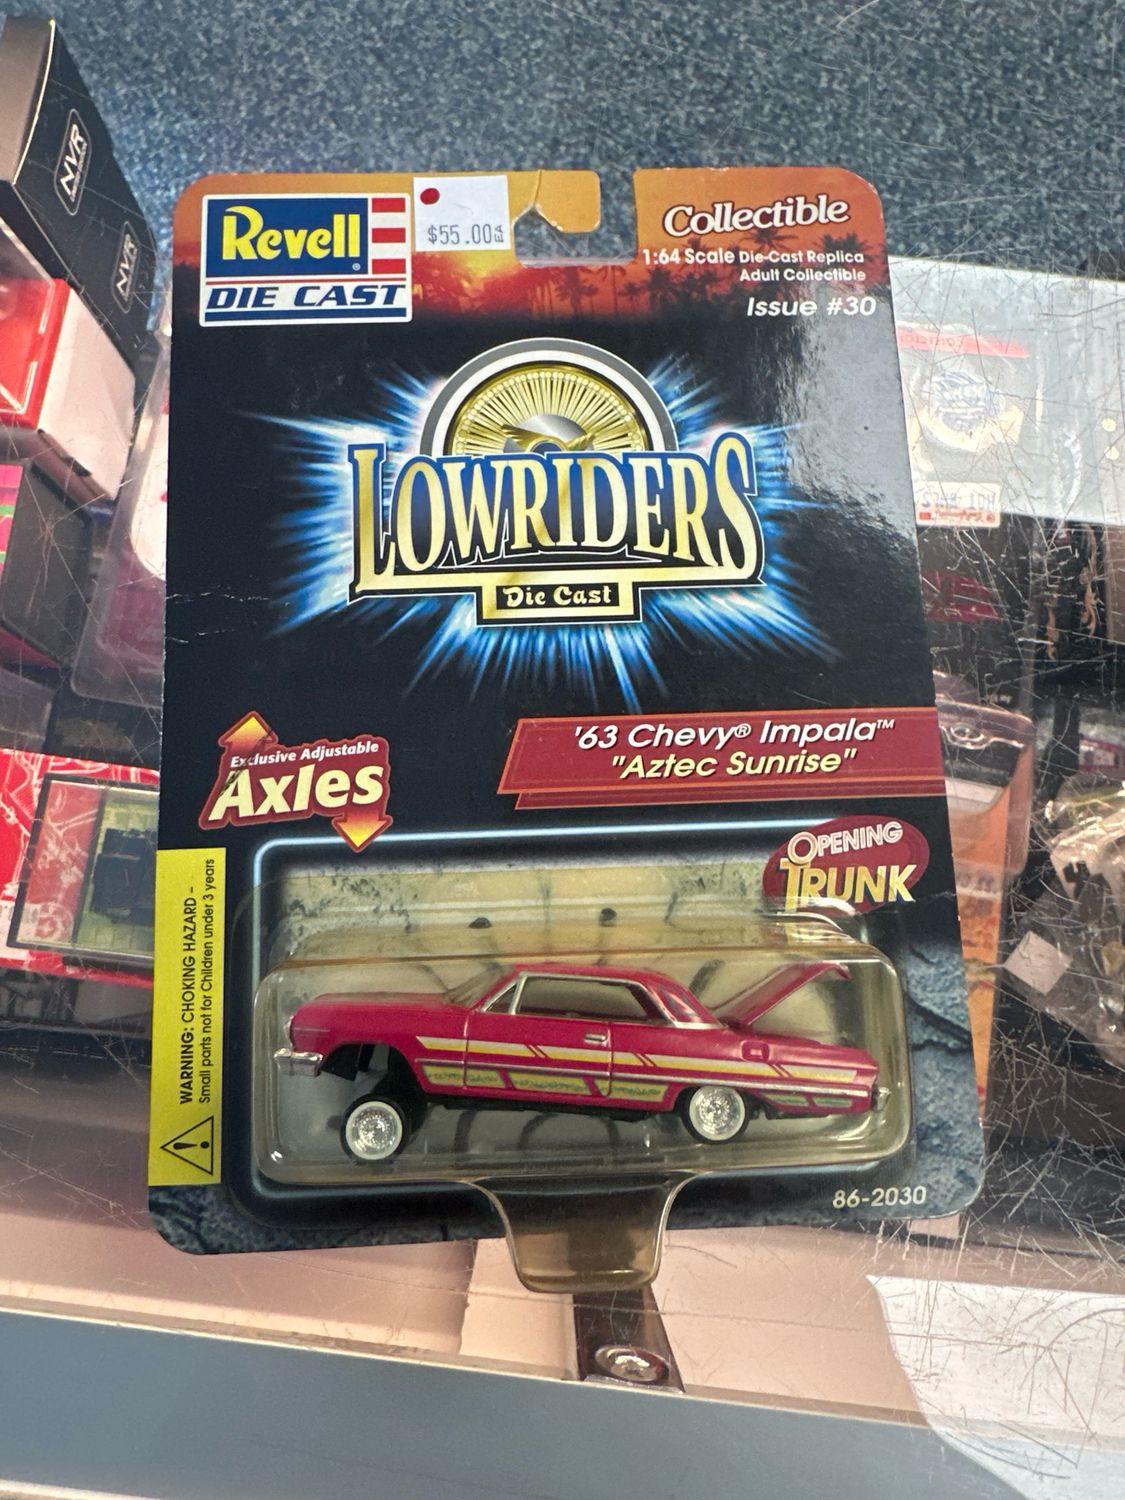 NVR
NVR
Revell
®
DIE CAST
$55.00
Collectible
1:64 Scale Die-Cast Replica
Adult Collectible
Issue #30
LOWRIDERS
Die Cast
'63 Chevy® Impala™
"Aztec Sunrise"
Exclusive Adjustable
Axles
OPENING
TRUNK
WARNING: CHOKING HAZARD –
Small parts not for Children under 3 years
86-2030